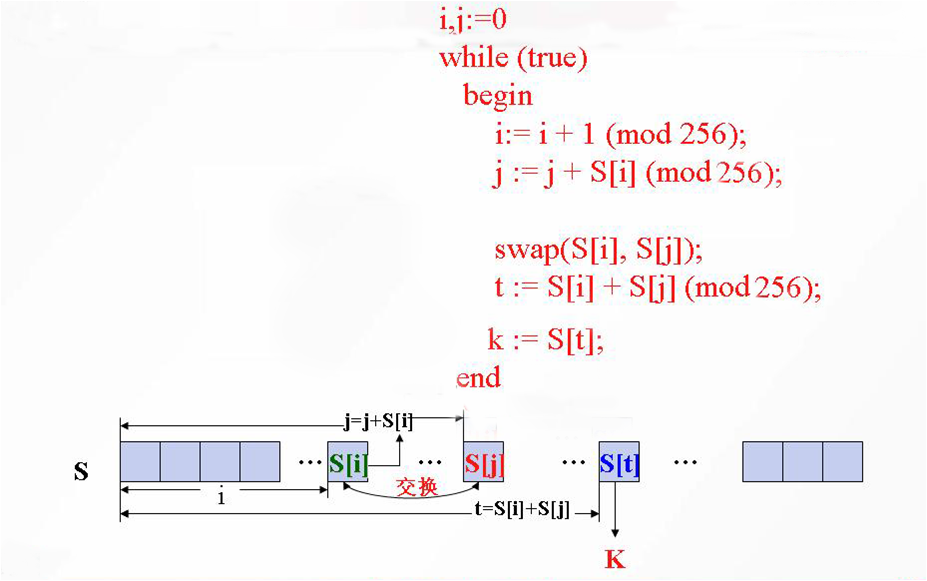 i,j:=0
while (true)
begin
i:= i + 1 (mod 256);
j := j + S[i] (mod 256);
swap(S[i], S[j]);
t := S[i] + S[j] (mod 256);
k := S[t];
end
j=j+S[i]
S ··· S[i] ··· S[j] ··· S[t] ···
i
交换
t=S[i]+S[j]
K